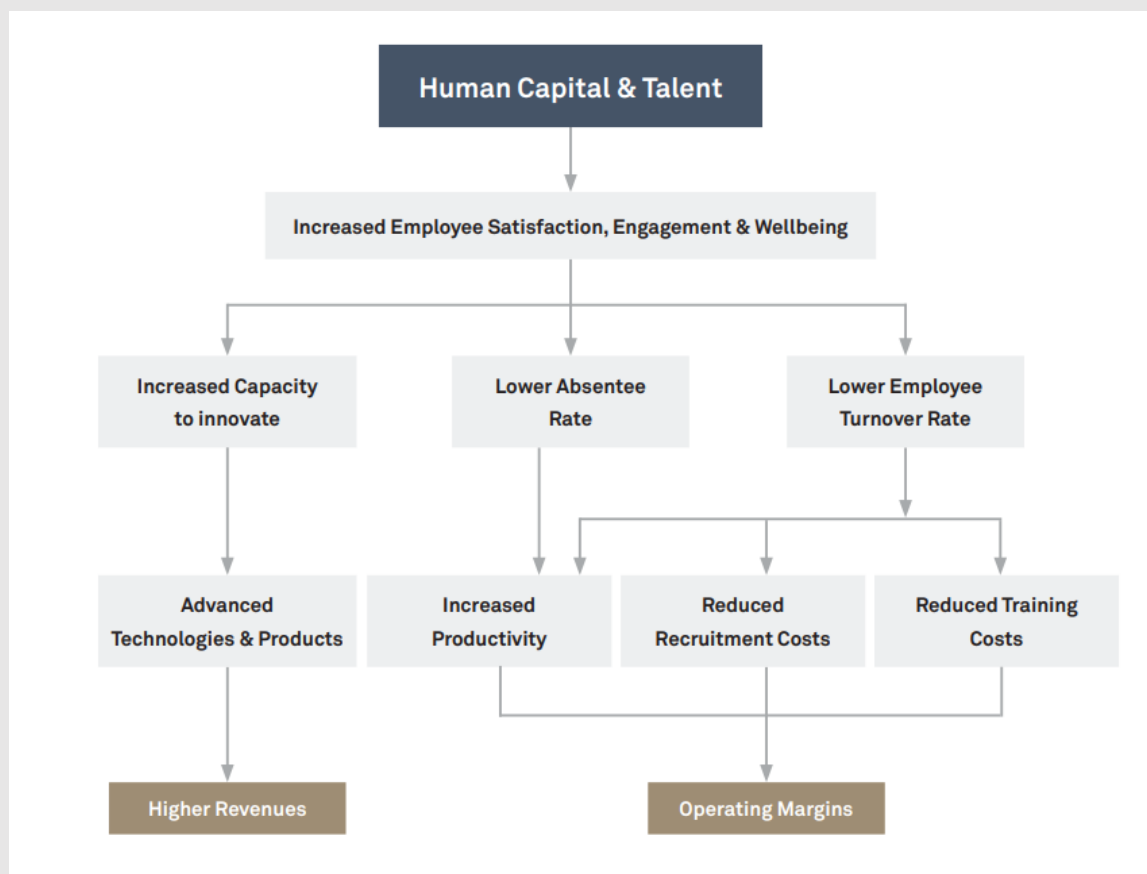 Human Capital & Talent
Increased Employee Satisfaction, Engagement & Wellbeing
Increased Capacity
to innovate
Lower Absentee
Rate
Lower Employee
Turnover Rate
Advanced
Technologies & Products
Increased
Productivity
Reduced
Recruitment Costs
Reduced Training
Costs
Higher Revenues
Operating Margins